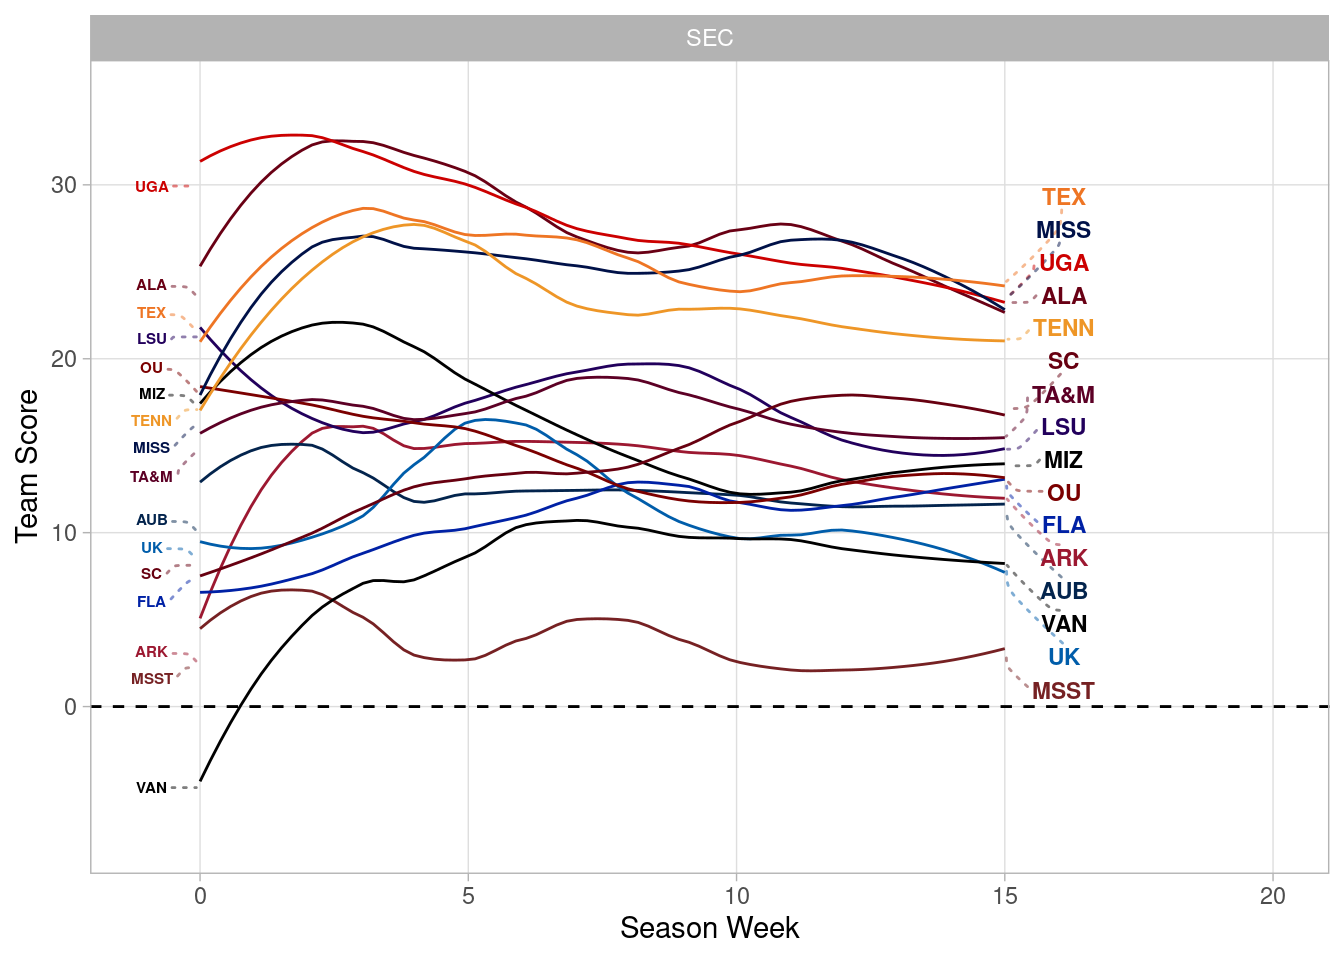 SEC
Team Score
30
20
10
0
UGA
ALA
TEX
LSU
OU
MIZ
TENN
MISS
TA&M
AUB
UK
SC
FLA
ARK
MSST
VAN
TEX
MISS
UGA
ALA
TENN
SC
TA&M
LSU
MIZ
OU
FLA
ARK
AUB
VAN
UK
MSST
0 5 10 15 20
Season Week